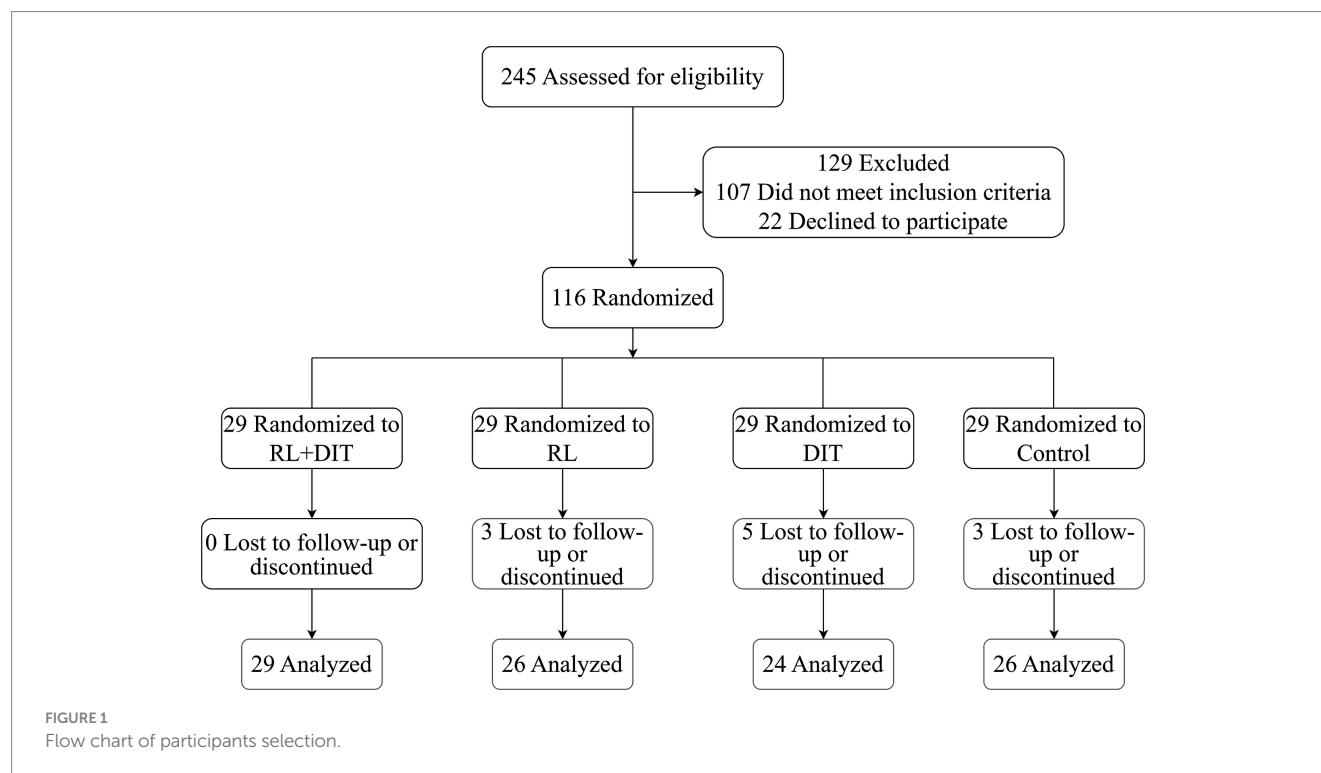 245 Assessed for eligibility
129 Excluded
107 Did not meet inclusion criteria
22 Declined to participate
116 Randomized
29 Randomized to
RL+DIT
29 Randomized to
RL
29 Randomized to
DIT
29 Randomized to
Control
0 Lost to follow-up or
discontinued
3 Lost to follow-
up or
discontinued
5 Lost to follow-
up or
discontinued
3 Lost to follow-
up or
discontinued
29 Analyzed
26 Analyzed
24 Analyzed
26 Analyzed
FIGURE 1
Flow chart of participants selection.